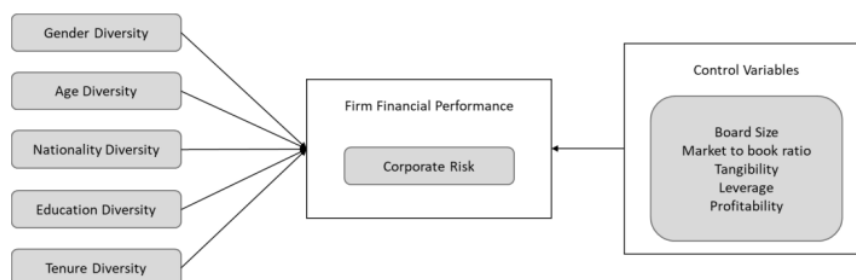 Gender Diversity
Age Diversity
Nationality Diversity
Education Diversity
Tenure Diversity
Firm Financial Performance
Corporate Risk
Control Variables
Board Size
Market to book ratio
Tangibility
Leverage
Profitability